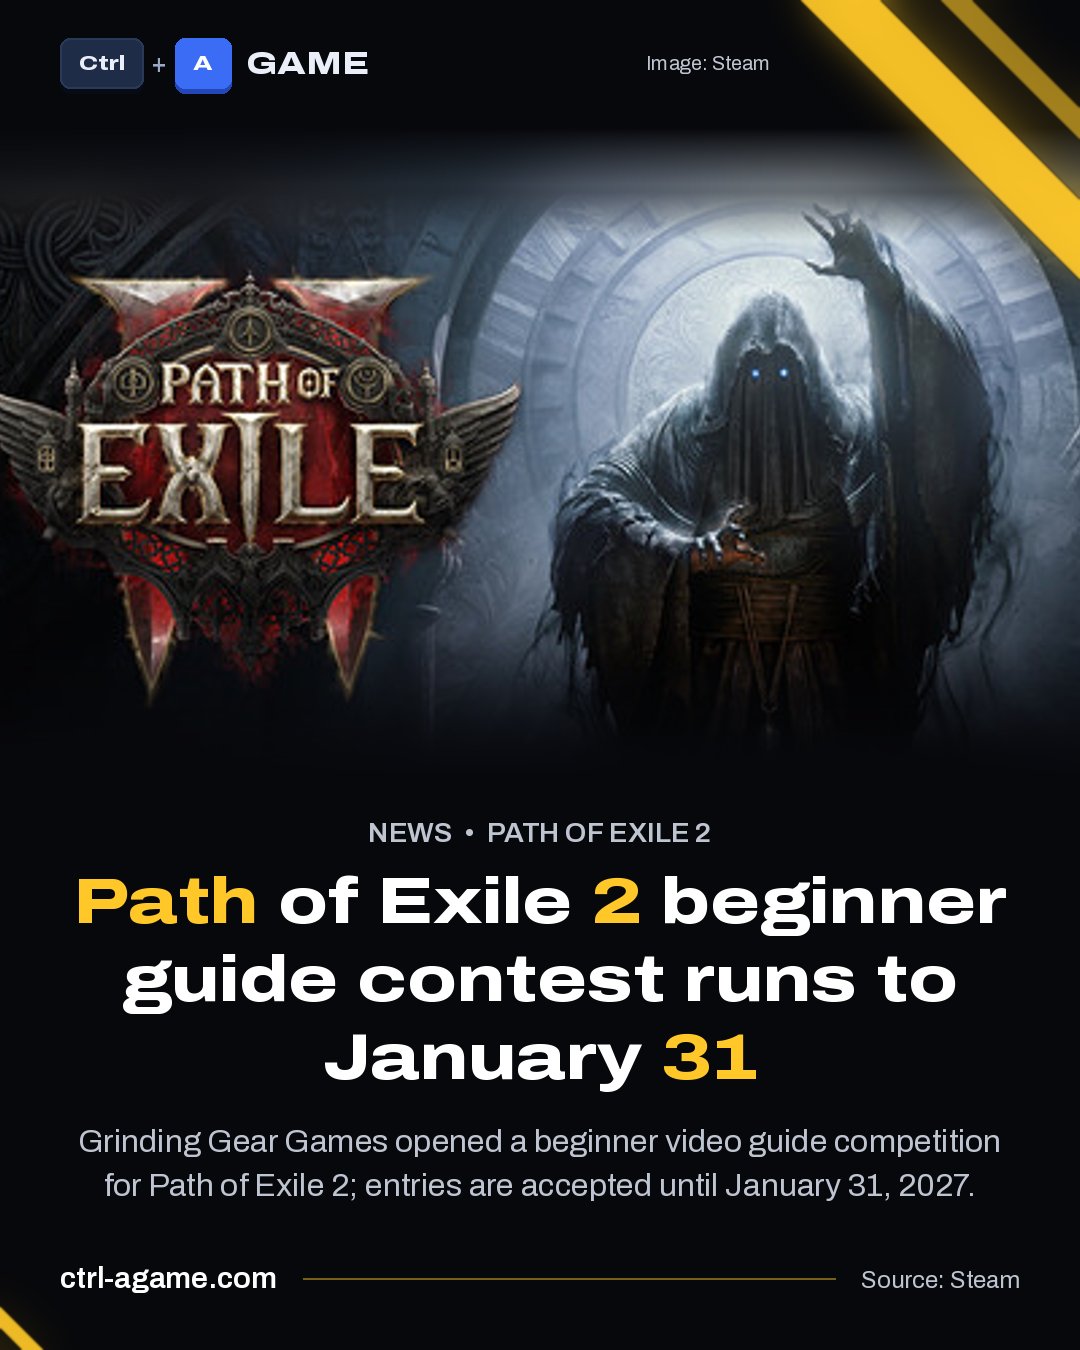 Ctrl + A GAME
Image: Steam
PATH OF
EXILE
NEWS • PATH OF EXILE 2
Path of Exile 2 beginner
guide contest runs to
January 31
Grinding Gear Games opened a beginner video guide competition
for Path of Exile 2; entries are accepted until January 31, 2027.
ctrl-agame.com
Source: Steam